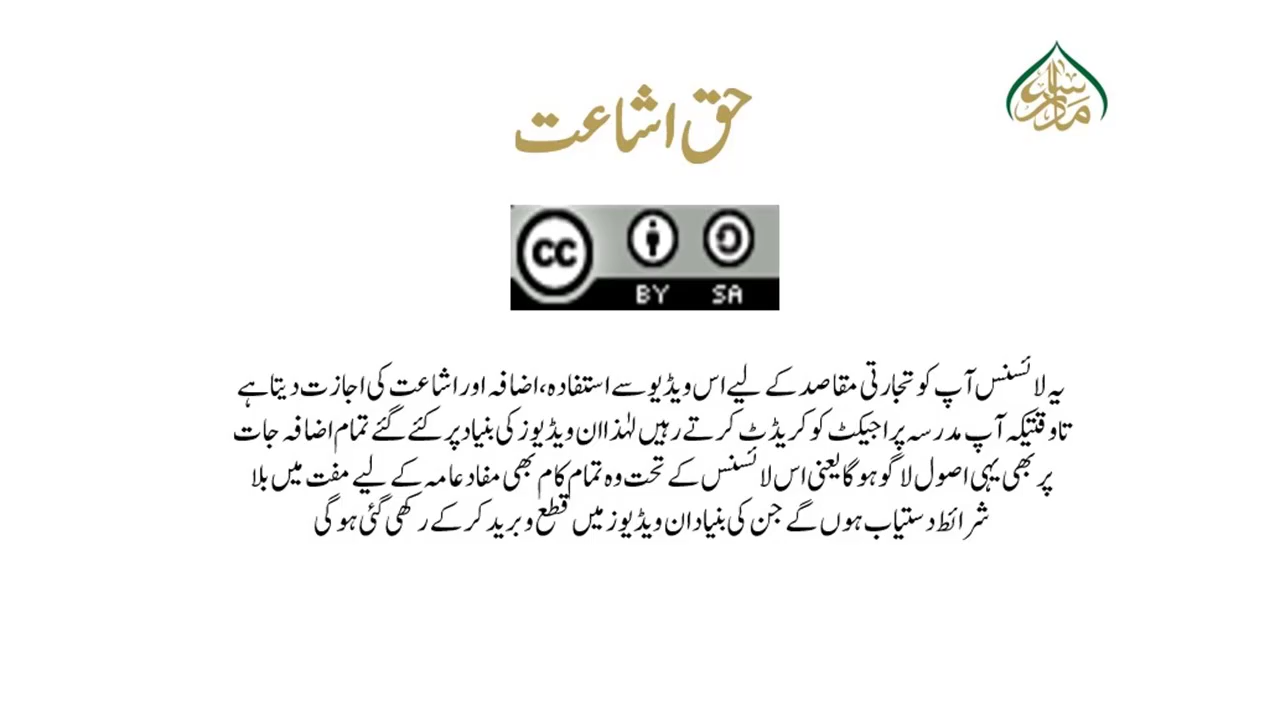 مدرسہ
حق اشاعت
CC BY SA
یہ لائسنس آپ کو تجارتی مقاصد کے لیے اس ویڈیو سے استفادہ، اضافہ اور اشاعت کی اجازت دیتا ہے
تاوقتیکہ آپ مدرسہ پراجیکٹ کو کریڈٹ کرتے رہیں لہٰذا ان ویڈیوز کی بنیاد پر کئے گئے تمام اضافہ جات
پر بھی یہی اصول لاگو ہوگا یعنی اس لائسنس کے تحت وہ تمام کام بھی مفاد عامہ کے لیے مفت میں بلا
شرائط دستیاب ہوں گے جن کی بنیاد ان ویڈیوز میں قطع و برید کر کے رکھی گئی ہو گی